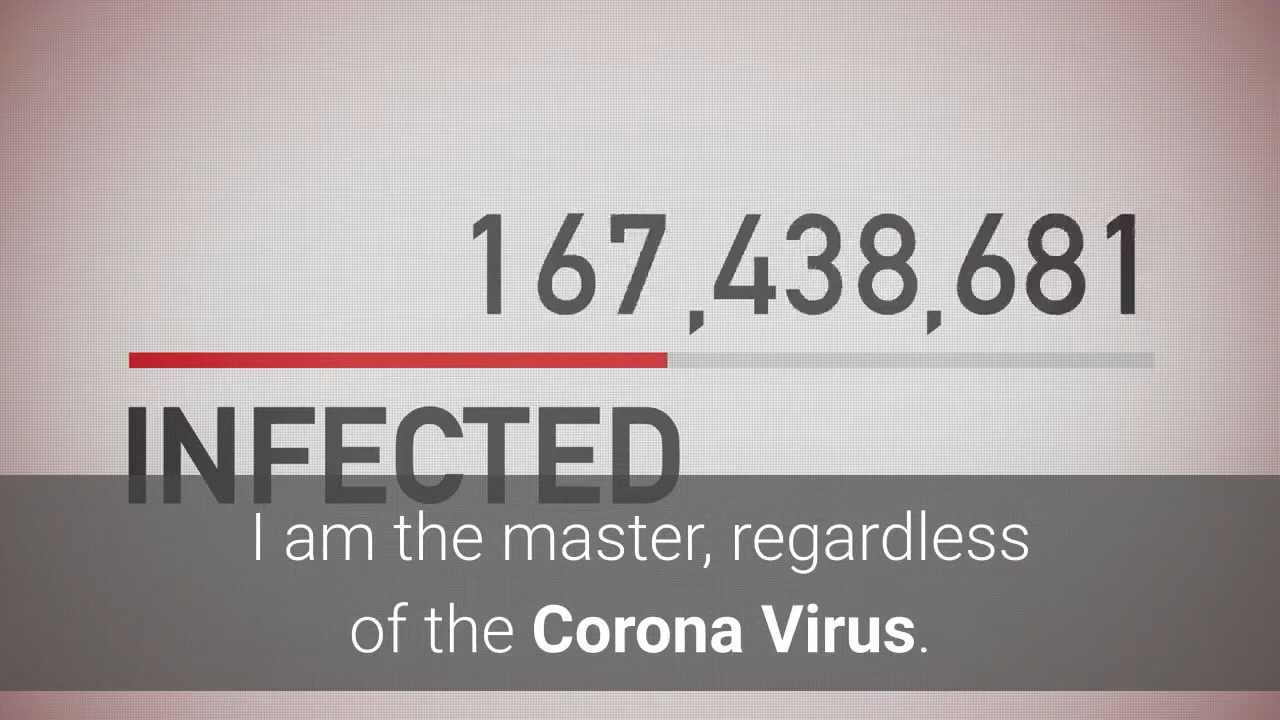 167,438,681
INFECTED
I am the master, regardless
of the Corona Virus.